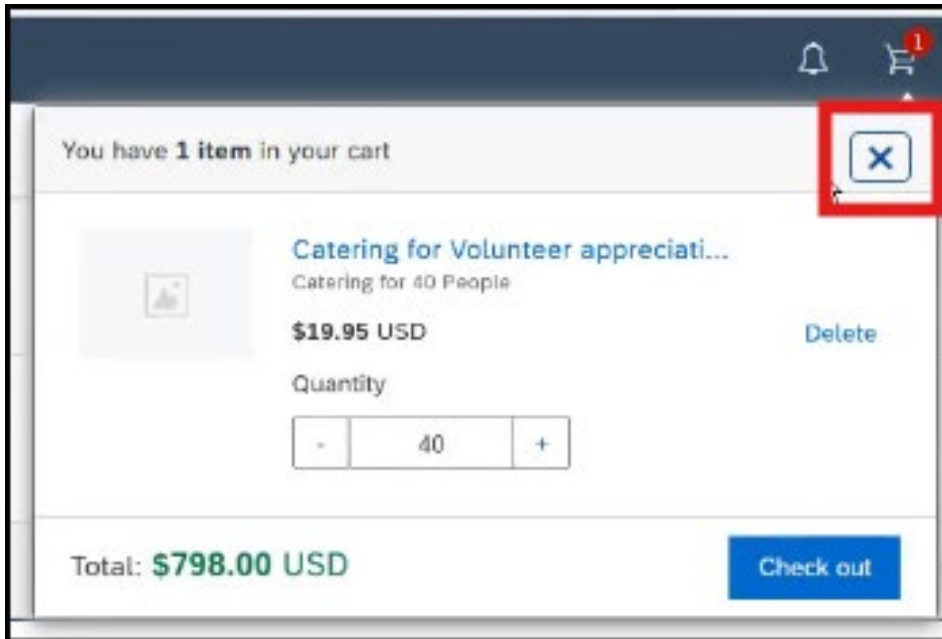 1
You have 1 item in your cart
Catering for Volunteer appreciati...
Catering for 40 People
$19.95 USD
Delete
Quantity
- 40 +
Total: $798.00 USD
Check out